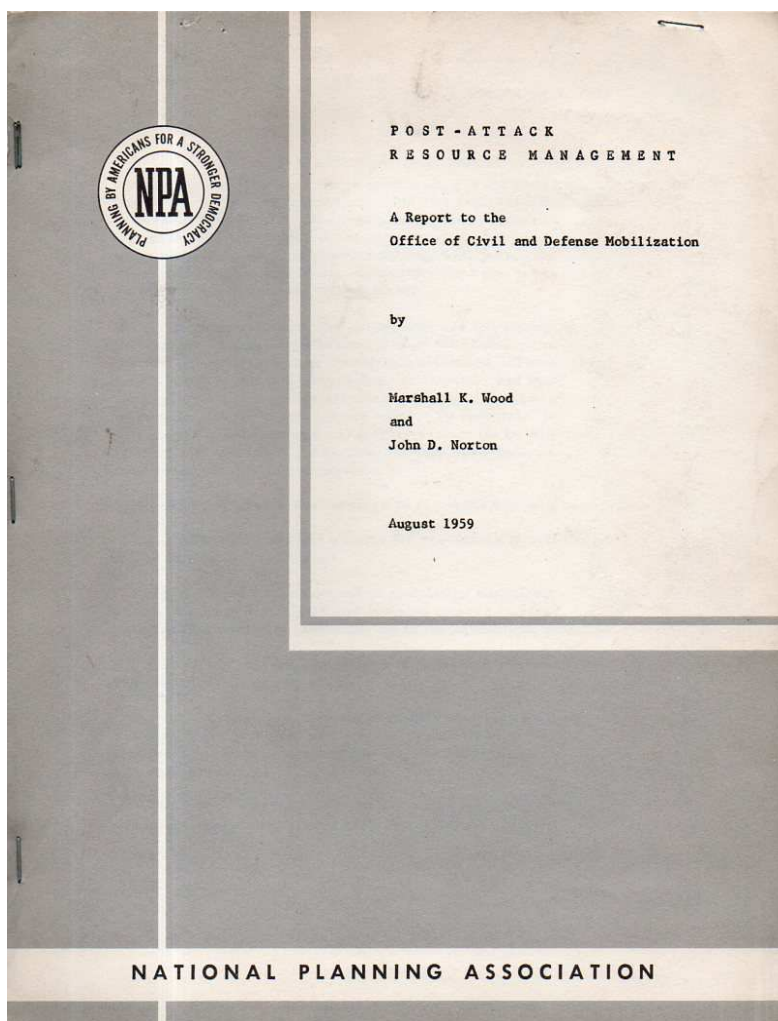 PLANNING BY AMERICANS FOR A STRONGER DEMOCRACY
NPA
POST-ATTACK
RESOURCE MANAGEMENT
A Report to the
Office of Civil and Defense Mobilization
by
Marshall K. Wood
and
John D. Norton
August 1959
NATIONAL PLANNING ASSOCIATION